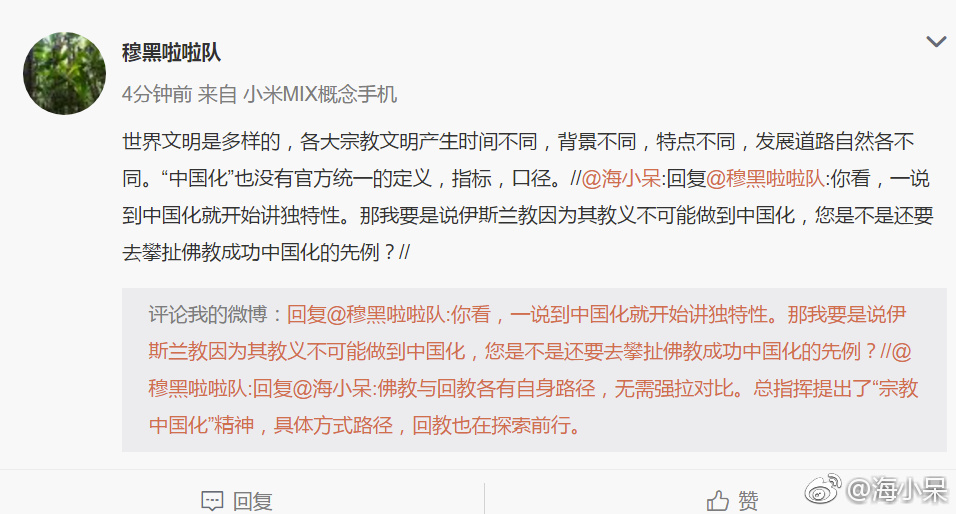 穆黑啦啦队
4分钟前 来自 小米MIX概念手机
世界文明是多样的，各大宗教文明产生时间不同，背景不同，特点不同，发展道路自然各不
同。“中国化”也没有官方统一的定义，指标，口径。//@海小呆:回复@穆黑啦啦队:你看，一说
到中国化就开始讲独特性。那我要是说伊斯兰教因为其教义不可能做到中国化，您是不是还要
去攀扯佛教成功中国化的先例？//
评论我的微博：回复@穆黑啦啦队:你看，一说到中国化就开始讲独特性。那我要是说伊
斯兰教因为其教义不可能做到中国化，您是不是还要去攀扯佛教成功中国化的先例？//@
穆黑啦啦队:回复@海小呆:佛教与回教各有自身路径，无需强拉对比。总指挥提出了“宗教
中国化”精神，具体方式路径，回教也在探索前行。
回复
赞
@海小呆